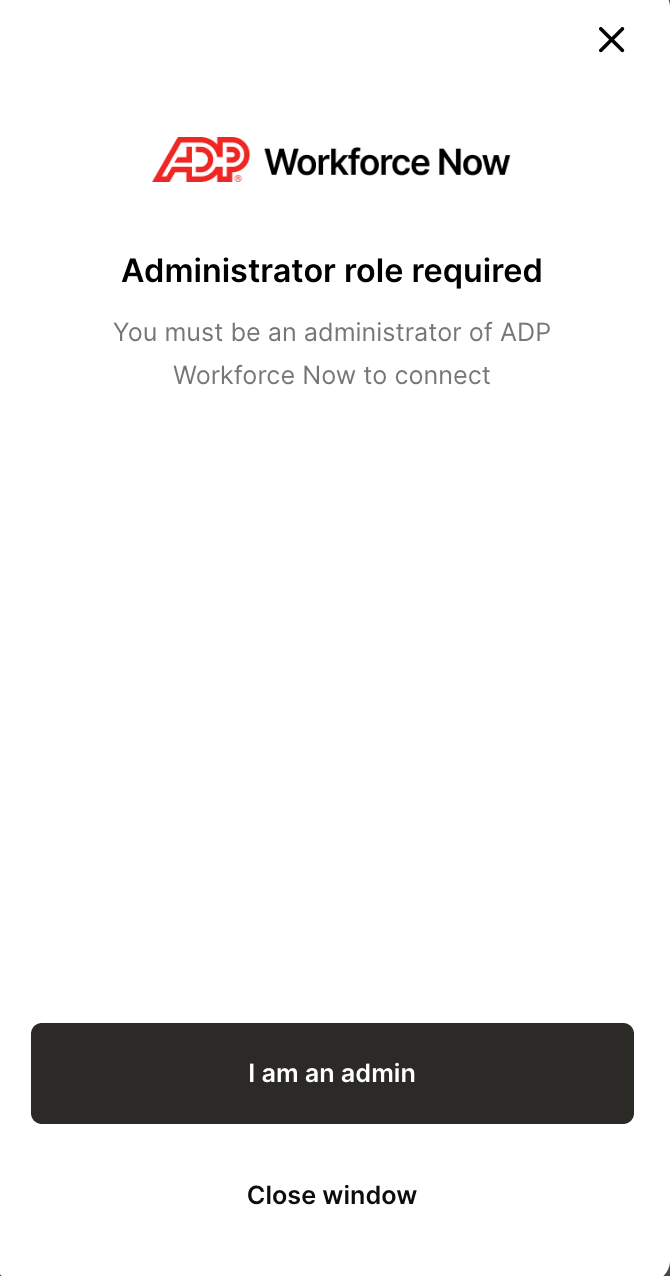 ADP® Workforce Now
Administrator role required
You must be an administrator of ADP
Workforce Now to connect
I am an admin
Close window